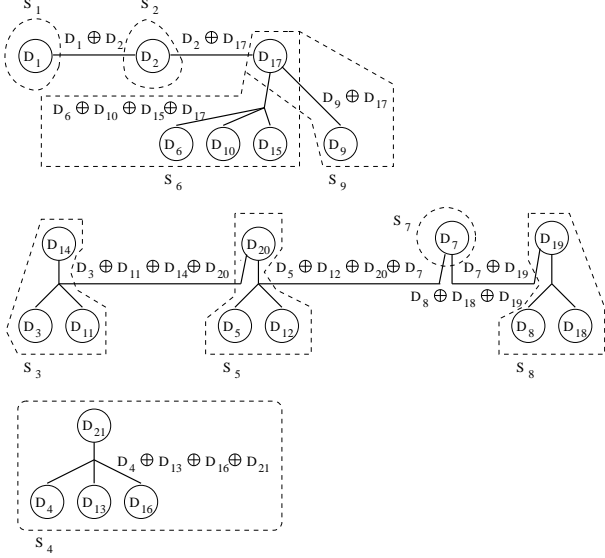 S1 S2
D1 ⊕ D2 D2 ⊕ D17
D1 D2 D17
D9 ⊕ D17
D6 ⊕ D10 ⊕ D15 ⊕ D17
D6 D10 D15 D9
S6 S9
S7
D14 D20 D7 D19
D3 ⊕ D11 ⊕ D14 ⊕ D20 D5 ⊕ D12 ⊕ D20 ⊕ D7 D7 ⊕ D19
D8 ⊕ D18 ⊕ D19
D3 D11 D5 D12 D8 D18
S3 S5 S8
D21
D4 ⊕ D13 ⊕ D16 ⊕ D21
D4 D13 D16
S4